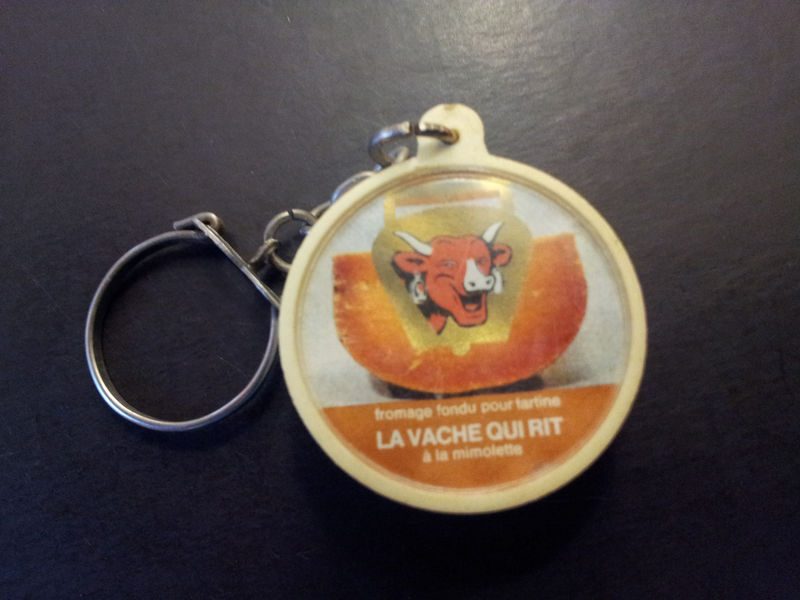 fromage fondu pour tartine
LA VACHE QUI RIT
à la mimolette